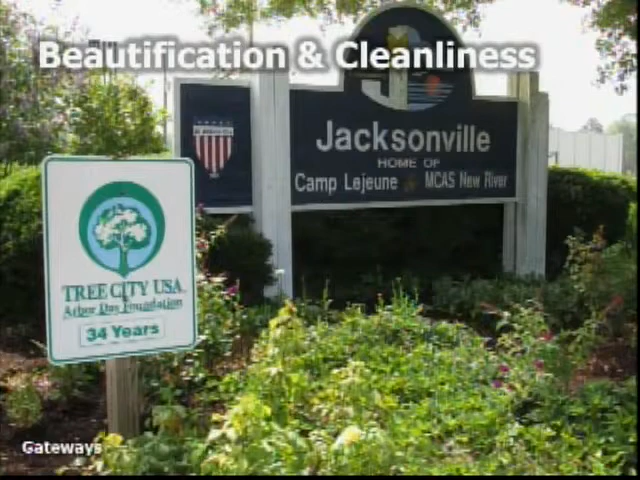 Beautification & Cleanliness
Jacksonville
HOME OF
Camp Lejeune MCAS New River
TREE CITY USA
Arbor Day Foundation
34 Years
Gateways